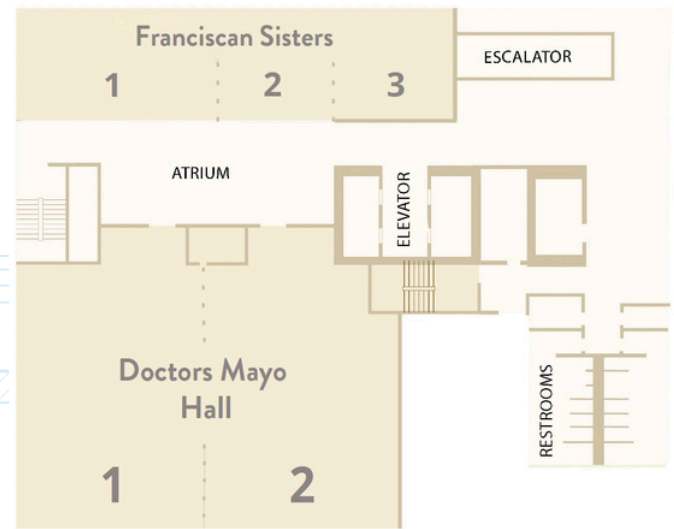 Franciscan Sisters
1 2 3
ESCALATOR
ATRIUM
ELEVATOR
Doctors Mayo
Hall
1 2
RESTROOMS